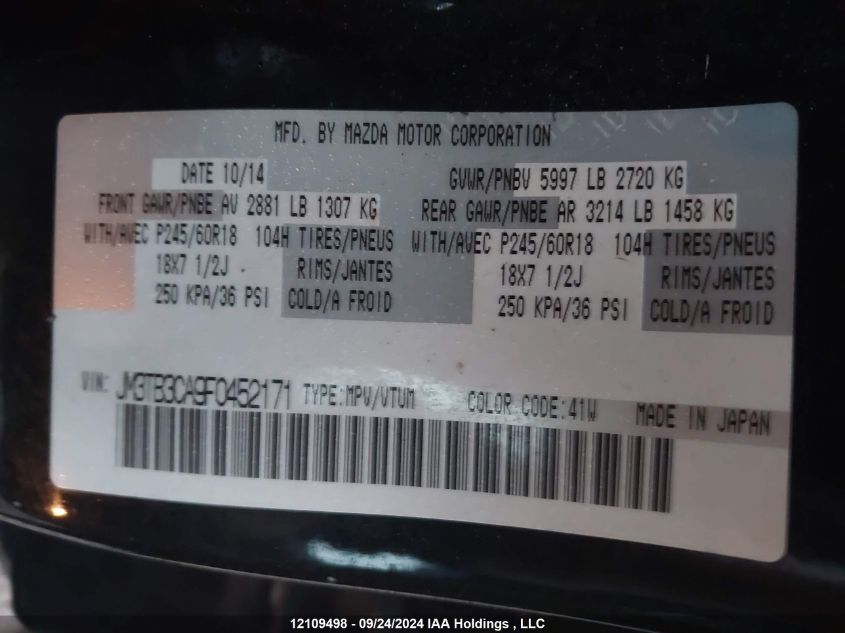 MFD. BY MAZDA MOTOR CORPORATION
DATE 10/14 GVWR/PNBV 5997 LB 2720 KG
FRONT GAWR/PNBE AV 2881 LB 1307 KG REAR GAWR/PNBE AR 3214 LB 1458 KG
WITH/AVEC P245/60R18 104H TIRES/PNEUS WITH/AVEC P245/60R18 104H TIRES/PNEUS
18X7 1/2J RIMS/JANTES 18X7 1/2J RIMS/JANTES
250 KPA/36 PSI COLD/A FROID 250 KPA/36 PSI COLD/A FROID
VIN: JM3TB3CA9F0452171 TYPE:MPV/VTUM COLOR CODE:41W MADE IN JAPAN
12109498 - 09/24/2024 IAA Holdings , LLC